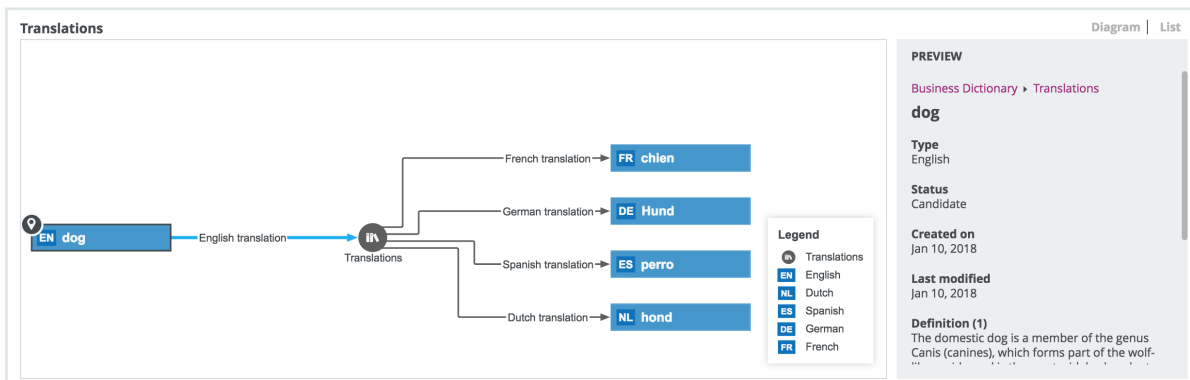 Translations
Diagram | List
French translation
FR chien
German translation
DE Hund
EN dog
English translation
Translations
Spanish translation
ES perro
Dutch translation
NL hond
Legend
Translations
EN English
NL Dutch
ES Spanish
DE German
FR French
PREVIEW
Business Dictionary ▸ Translations
dog
Type
English
Status
Candidate
Created on
Jan 10, 2018
Last modified
Jan 10, 2018
Definition (1)
The domestic dog is a member of the genus
Canis (canines), which forms part of the wolf-